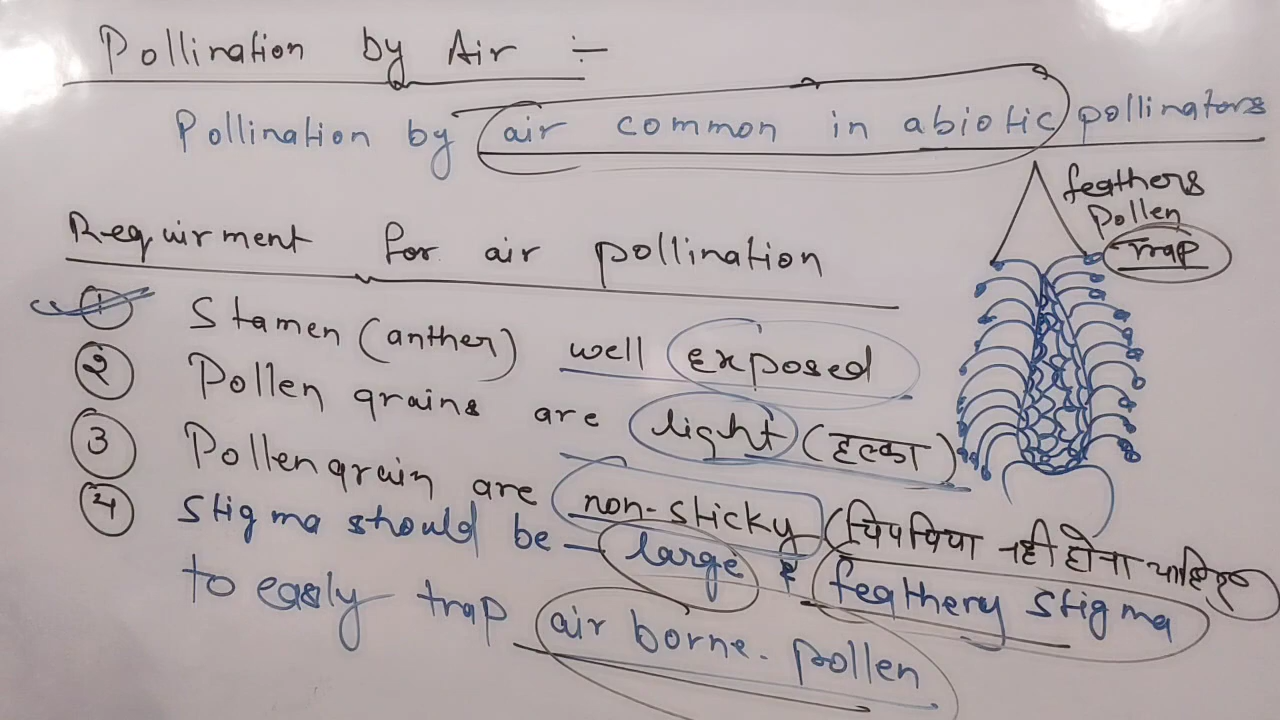 Pollination by Air :-
Pollination by air common in abiotic pollinators
feathers
Pollen
Trap
Requirment for air pollination
1 Stamen (anther) well exposed
2 Pollen grains are light (हल्का)
3 Pollen grain are non-sticky (चिपचिपा नही होना चाहिए)
4 Stigma should be – large & feathery stigma
to easly trap air borne. pollen